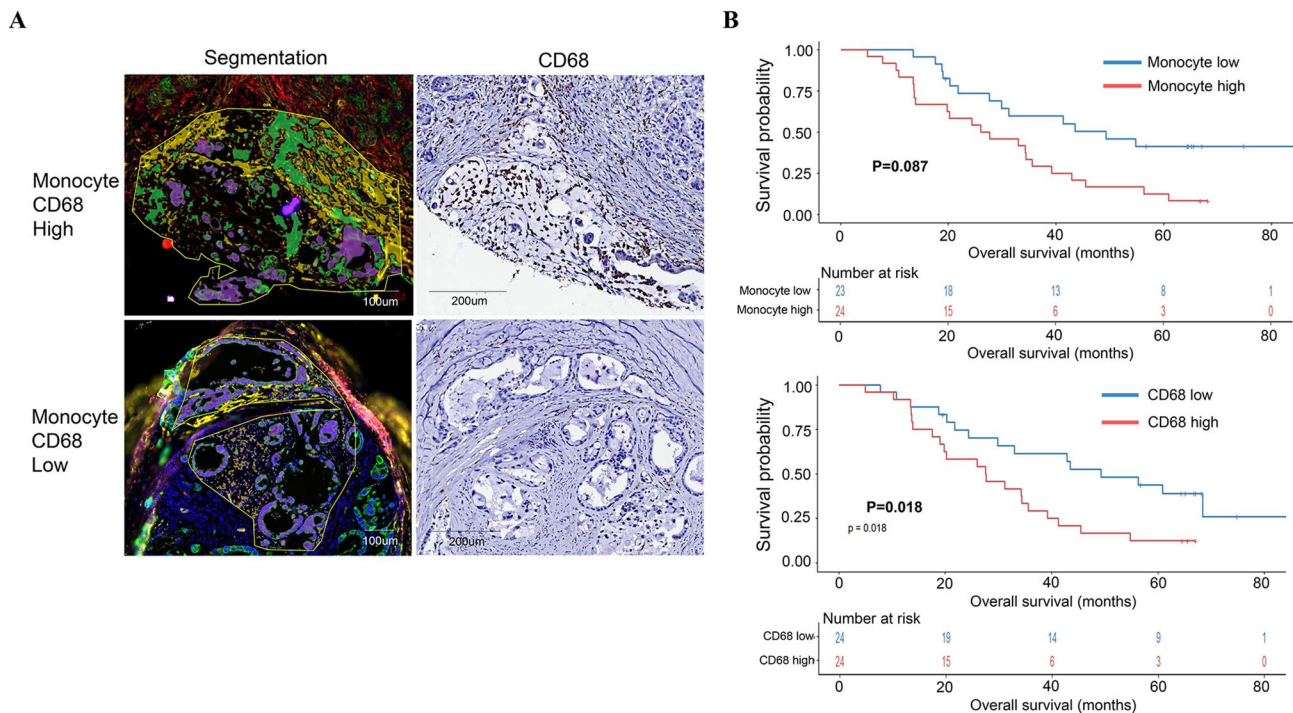 A
Segmentation
CD68
Monocyte
CD68
High
100um
200um
Monocyte
CD68
Low
100um
200um
B
Survival probability
1.00
0.75
0.50
0.25
0.00
Monocyte low
Monocyte high
P=0.087
0 20 40 60 80
Overall survival (months)
Number at risk
Monocyte low 23 18 13 8 1
Monocyte high 24 15 6 3 0
0 20 40 60 80
Overall survival (months)
Survival probability
1.00
0.75
0.50
0.25
0.00
CD68 low
CD68 high
P=0.018
p = 0.018
0 20 40 60 80
Overall survival (months)
Number at risk
CD68 low 24 19 14 9 1
CD68 high 24 15 6 3 0
0 20 40 60 80
Overall survival (months)